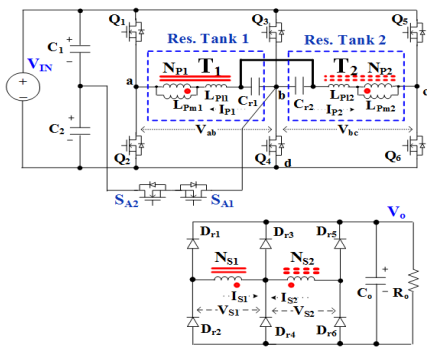 Q1
Q3
Q5
Res. Tank 1
Res. Tank 2
C1
VIN
NP1
T1
T2
NP2
a
b
c
LPm1
LPl1
Cr1
Cr2
LPl2
LPm2
IP1
IP2
C2
Vab
Vbc
Q2
Q4
d
Q6
SA2
SA1
Dr1
Dr3
Dr5
Vo
NS1
NS2
IS1
IS2
VS1
VS2
Co
Ro
Dr2
Dr4
Dr6